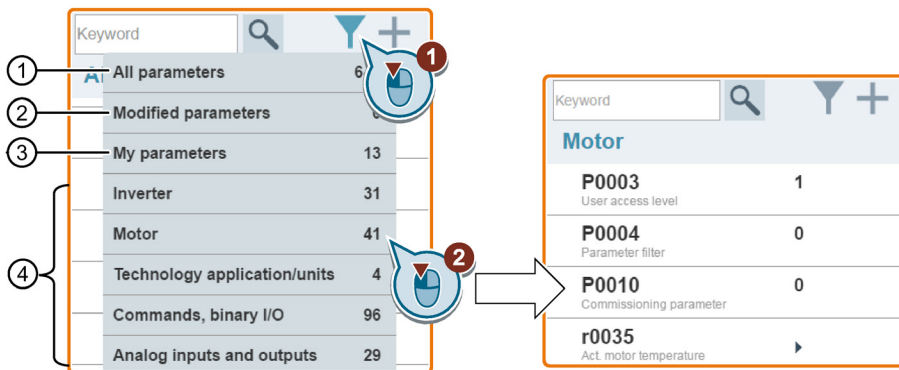 Keyword
1
① All parameters 6
② Modified parameters
③ My parameters 13
Inverter 31
④ Motor 41
2
Technology application/units 4
Commands, binary I/O 96
Analog inputs and outputs 29
Keyword
Motor
P0003 1
User access level
P0004 0
Parameter filter
P0010 0
Commissioning parameter
r0035
Act. motor temperature